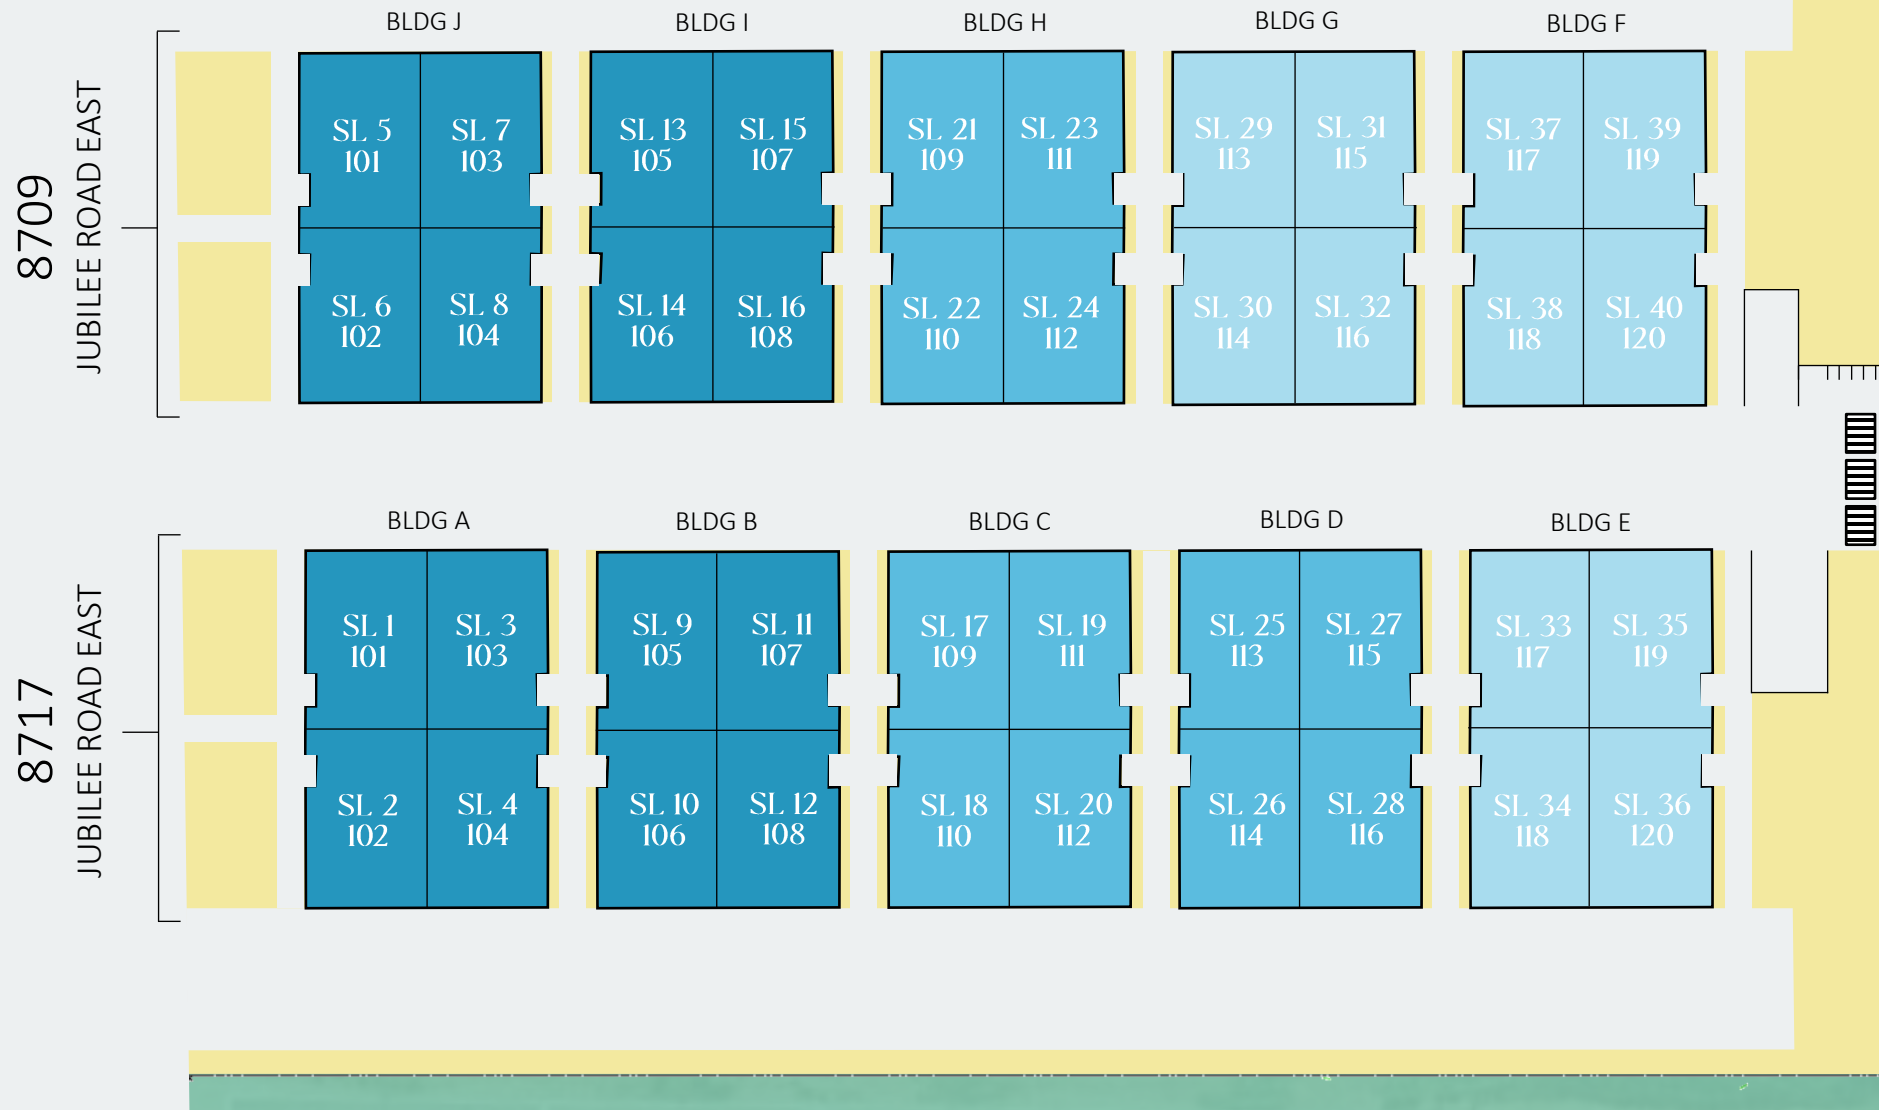 BLDG J
BLDG I
BLDG H
BLDG G
BLDG F
8709
JUBILEE ROAD EAST
SL 5
101
SL 7
103
SL 13
105
SL 15
107
SL 21
109
SL 23
111
SL 29
113
SL 31
115
SL 37
117
SL 39
119
SL 6
102
SL 8
104
SL 14
106
SL 16
108
SL 22
110
SL 24
112
SL 30
114
SL 32
116
SL 38
118
SL 40
120
BLDG A
BLDG B
BLDG C
BLDG D
BLDG E
8717
JUBILEE ROAD EAST
SL 1
101
SL 3
103
SL 9
105
SL 11
107
SL 17
109
SL 19
111
SL 25
113
SL 27
115
SL 33
117
SL 35
119
SL 2
102
SL 4
104
SL 10
106
SL 12
108
SL 18
110
SL 20
112
SL 26
114
SL 28
116
SL 34
118
SL 36
120